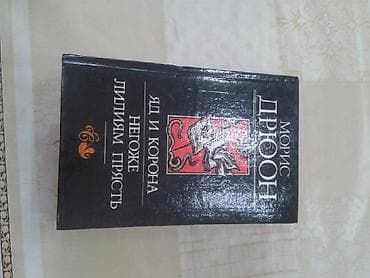 МОРИС
ДРЮОН
ЯД И КОРОНА
НЕГОЖЕ
ЛИЛИЯМ ПРЯСТЬ